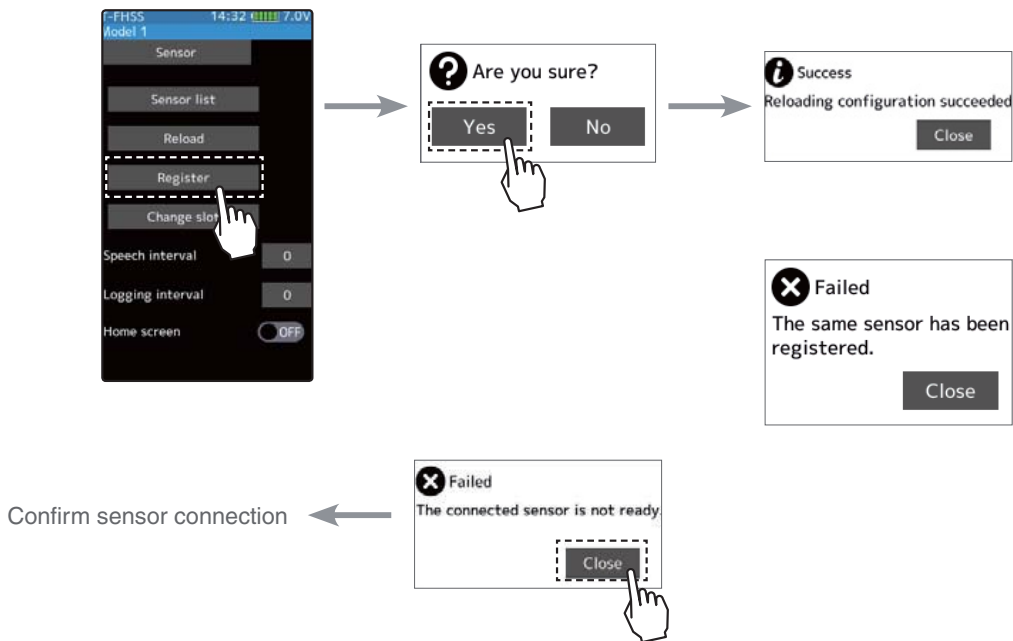 T-FHSS 14:32 7.0V
Model 1
Sensor
Sensor list
Reload
Register
Change slot
Speech interval 0
Logging interval 0
Home screen OFF
Are you sure?
Yes No
Success
Reloading configuration succeeded
Close
Failed
The same sensor has been
registered.
Close
Failed
The connected sensor is not ready.
Close
Confirm sensor connection